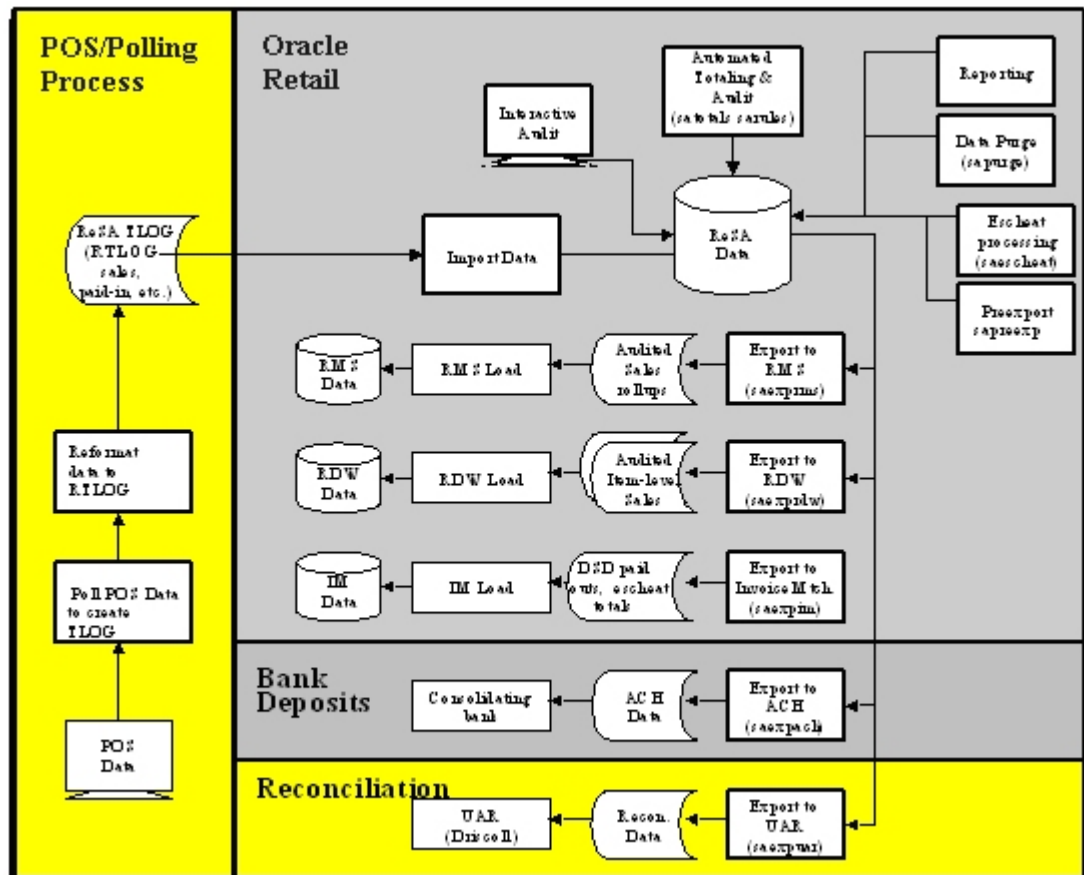 POS/Polling
Process
Oracle
Retail
Automated
Totaling &
Audit
(satotals sarules)
Reporting
Interactive
Audit
Data Purge
(sapurge)
ReSA TLOG
(RTLOG
sales,
paid-in, etc.)
Import Data
ReSA
Data
Escheat
processing
(saescheat)
Preexport
sapreexp
RMS
Data
RMS Load
Audited
Sales
rollups
Export to
RMS
(saexprms)
Reformat
data to
RTLOG
RDW
Data
RDW Load
Audited
Item-level
Sales
Export to
RDW
(saexprdw)
Poll POS Data
to create
TLOG
IM
Data
IM Load
DSD paid
outs, escheat
totals
Export to
Invoice Mtch.
(saexpim)
Bank
Deposits
Consolidating
bank
ACH
Data
Export to
ACH
(saexpach)
POS
Data
Reconciliation
UAR
(Driscoll)
Recon.
Data
Export to
UAR
(saexpuar)